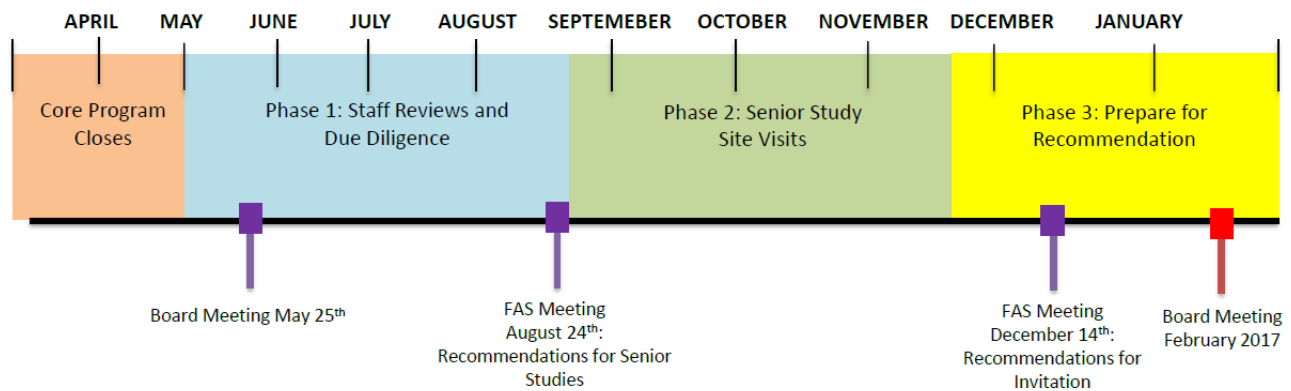 APRIL MAY JUNE JULY AUGUST SEPTEMEBER OCTOBER NOVEMBER DECEMBER JANUARY
Core Program
Closes
Phase 1: Staff Reviews and
Due Diligence
Phase 2: Senior Study
Site Visits
Phase 3: Prepare for
Recommendation
Board Meeting May 25th
FAS Meeting
August 24th:
Recommendations for Senior
Studies
FAS Meeting
December 14th:
Recommendations for
Invitation
Board Meeting
February 2017